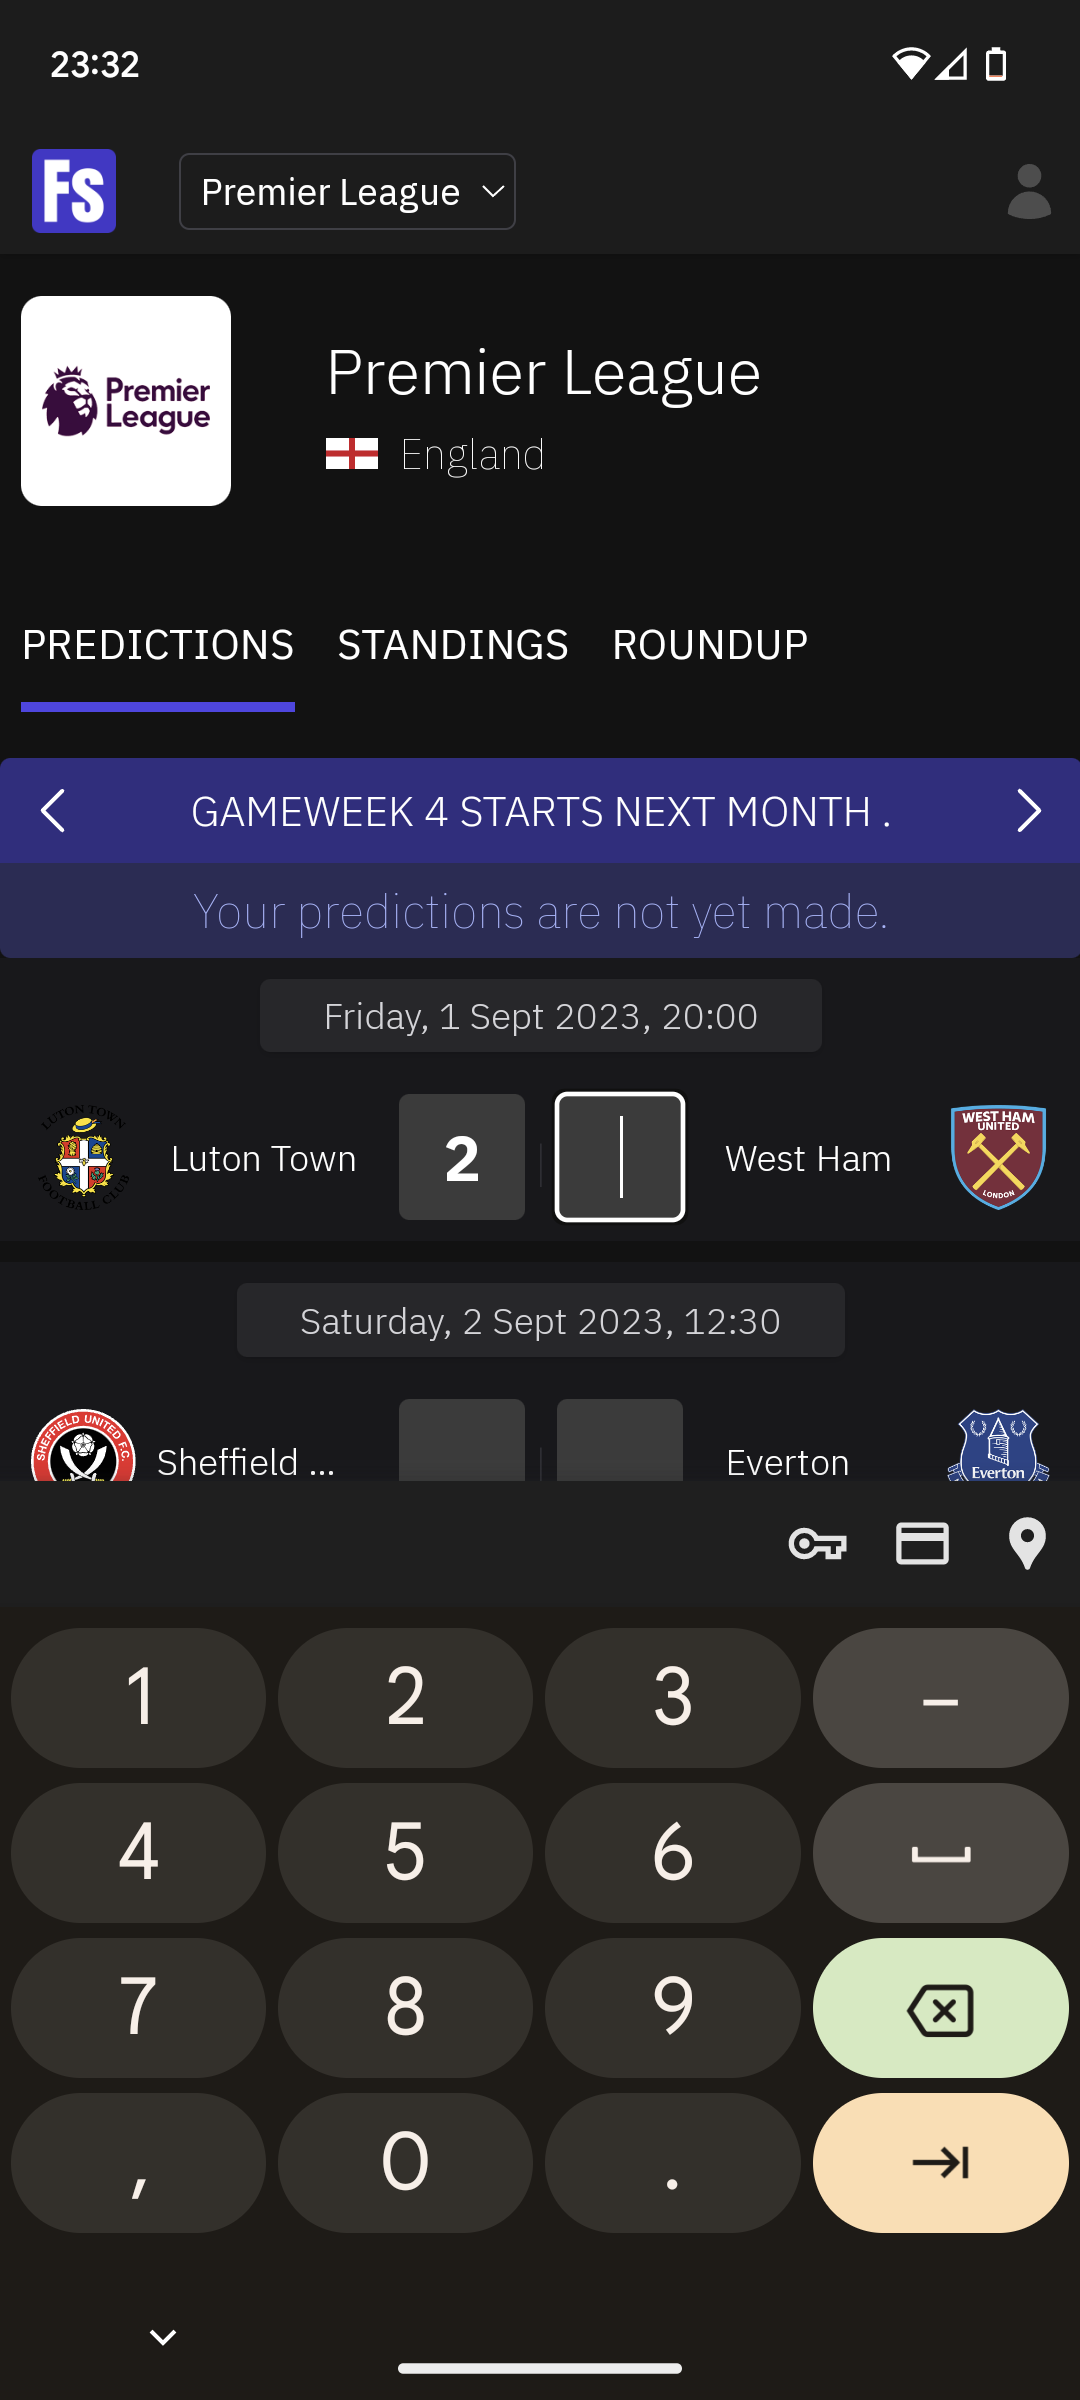 23:32
FS
Premier League
Premier
League
Premier League
England
PREDICTIONS STANDINGS ROUNDUP
GAMEWEEK 4 STARTS NEXT MONTH .
Your predictions are not yet made.
Friday, 1 Sept 2023, 20:00
LUTON TOWN
FOOTBALL CLUB
Luton Town 2 West Ham
WEST HAM
UNITED
LONDON
Saturday, 2 Sept 2023, 12:30
SHEFFIELD UNITED F.C.
Sheffield ... Everton
Everton
1 2 3 –
4 5 6
7 8 9
, 0 .